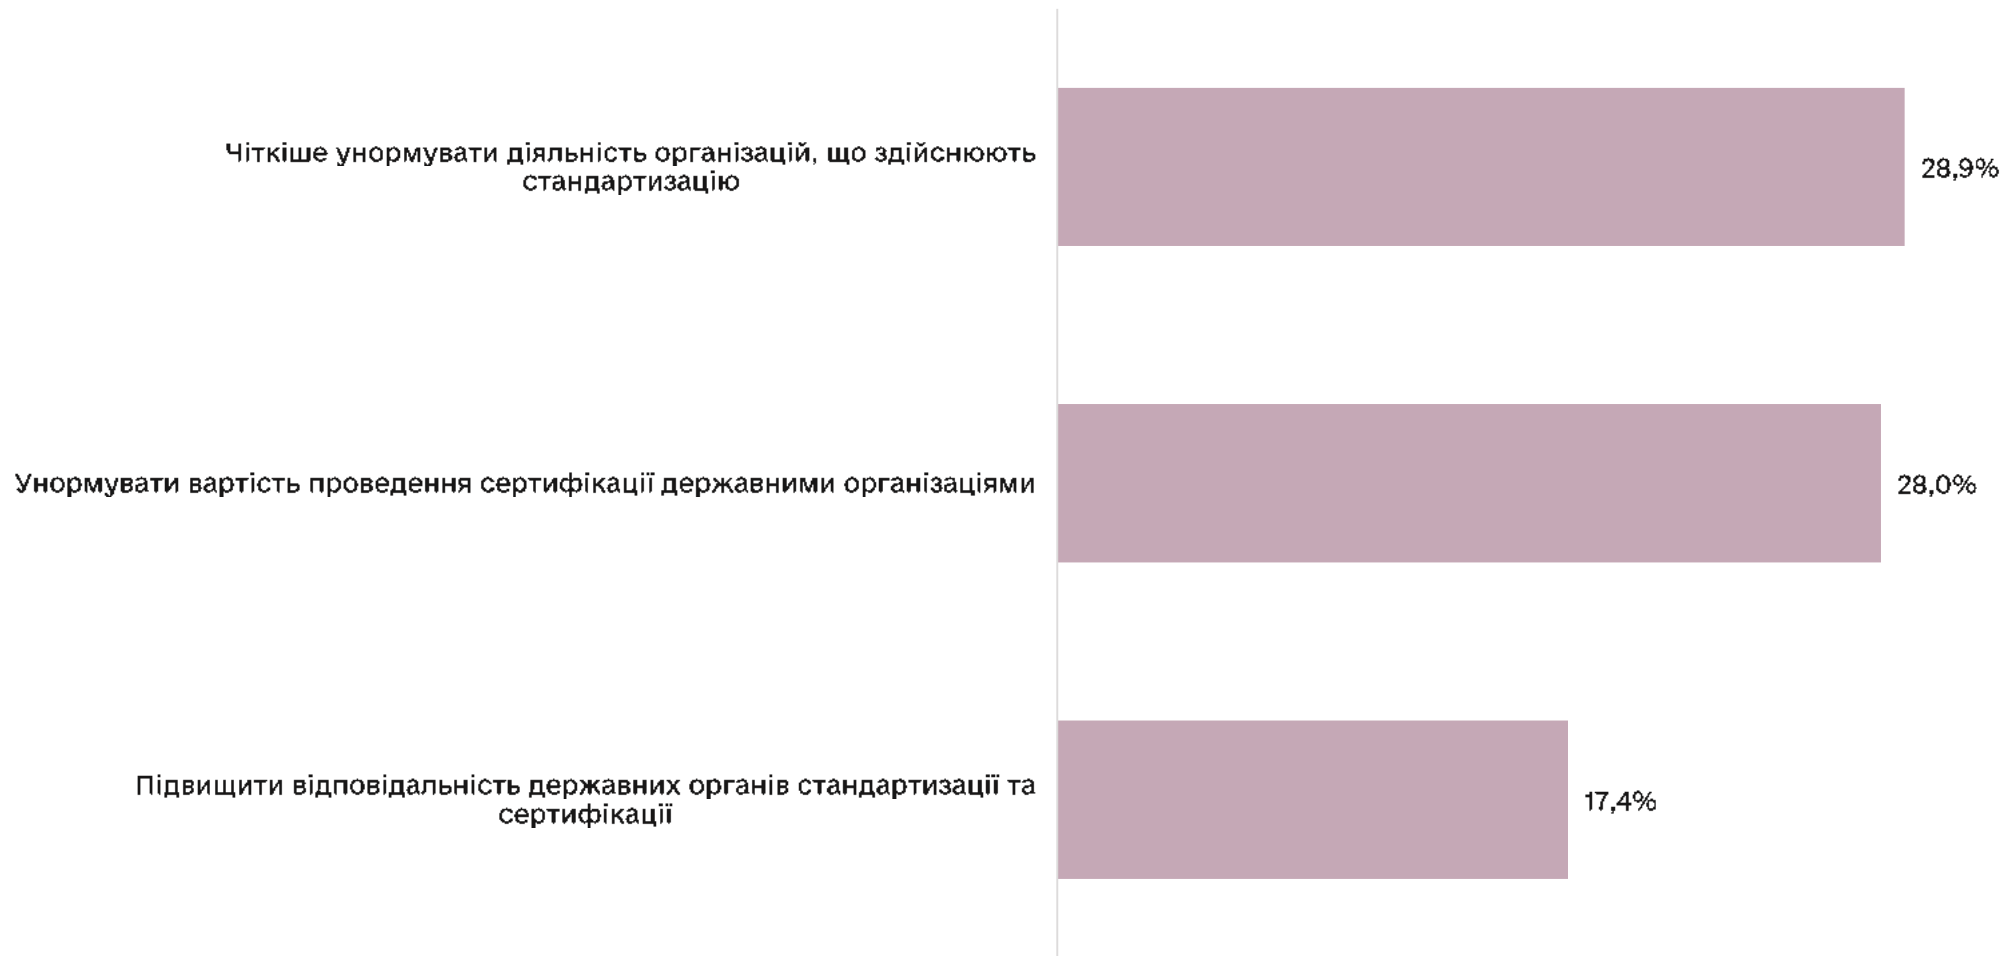 Чіткіше унормувати діяльність організацій, що здійснюють
стандартизацію
28,9%
Унормувати вартість проведення сертифікації державними організаціями
28,0%
Підвищити відповідальність державних органів стандартизації та
сертифікації
17,4%